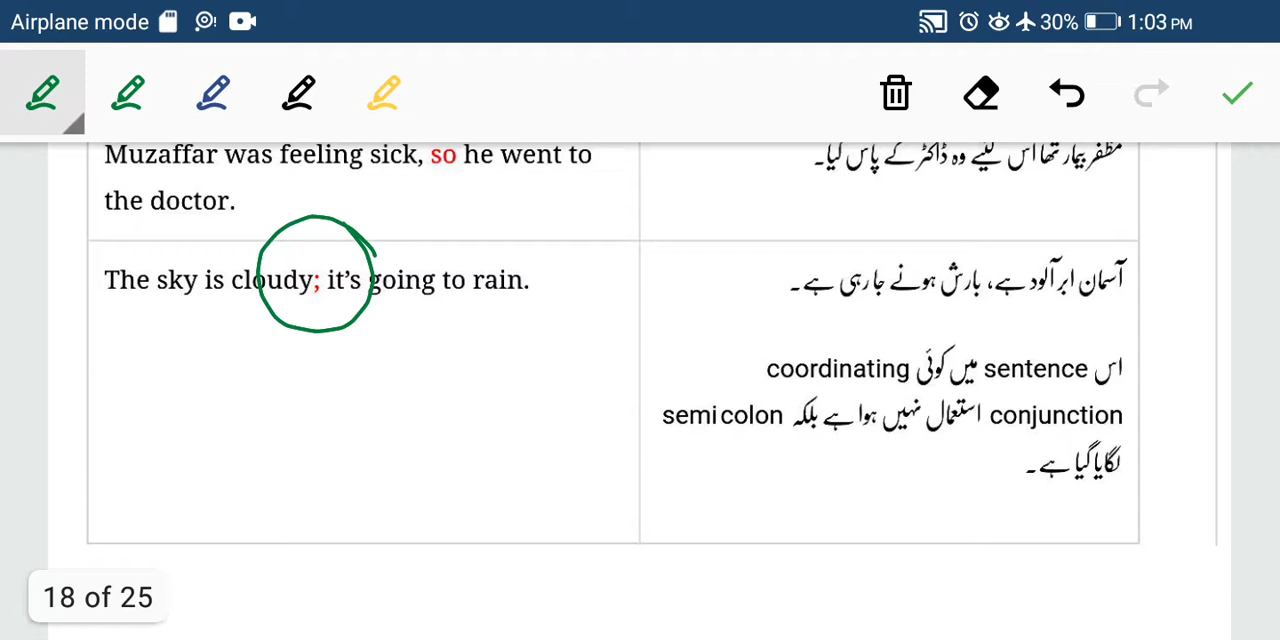 Airplane mode
30% 1:03 PM
Muzaffar was feeling sick, so he went to
the doctor.
مظفر بیمار تھا اس لیئے وہ ڈاکٹر کے پاس گیا۔
The sky is cloudy; it’s going to rain.
آسمان ابر آلود ہے، بارش ہونے جا رہی ہے۔
اس sentence میں کوئی coordinating
conjunction استعمال نہیں ہوا ہے بلکہ semi colon
لگایا گیا ہے۔
18 of 25